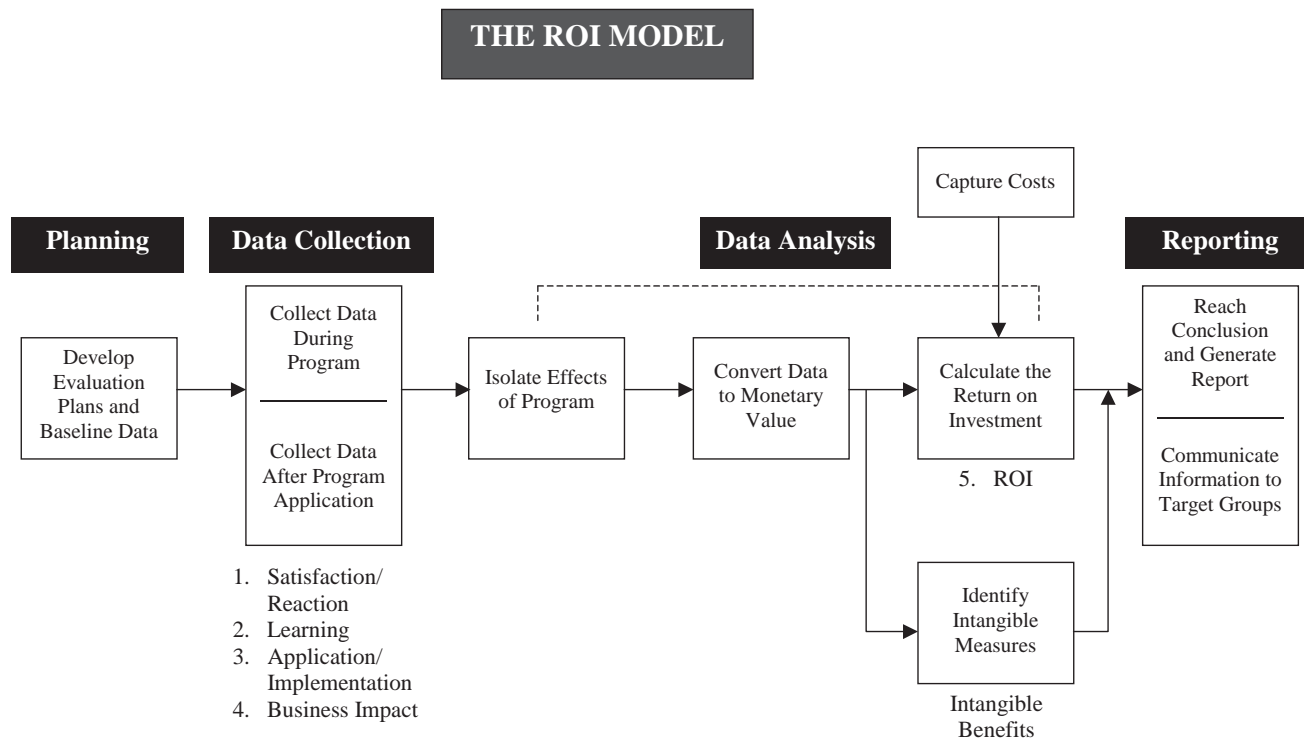 THE ROI MODEL
Capture Costs
Planning
Data Collection
Data Analysis
Reporting
Develop
Evaluation
Plans and
Baseline Data
Collect Data
During
Program
Collect Data
After Program
Application
1. Satisfaction/
Reaction
2. Learning
3. Application/
Implementation
4. Business Impact
Isolate Effects
of Program
Convert Data
to Monetary
Value
Calculate the
Return on
Investment
5. ROI
Identify
Intangible
Measures
Intangible
Benefits
Reach
Conclusion
and Generate
Report
Communicate
Information to
Target Groups